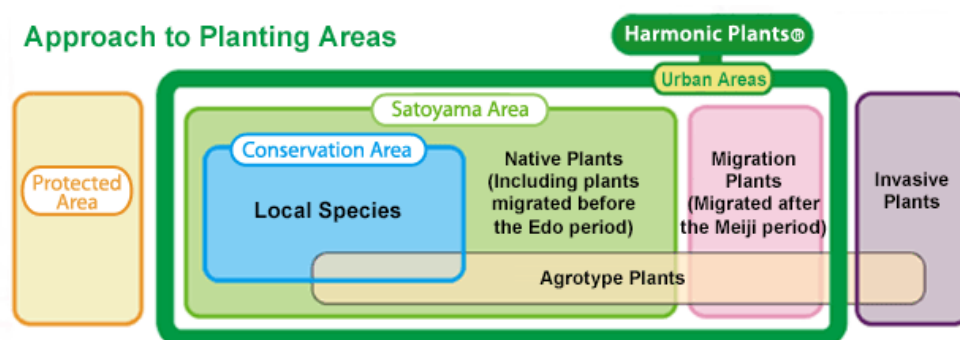 Approach to Planting Areas
Harmonic Plants®
Urban Areas
Satoyama Area
Conservation Area
Protected
Area
Local Species
Native Plants
(Including plants
migrated before
the Edo period)
Migration
Plants
(Migrated after
the Meiji period)
Invasive
Plants
Agrotype Plants